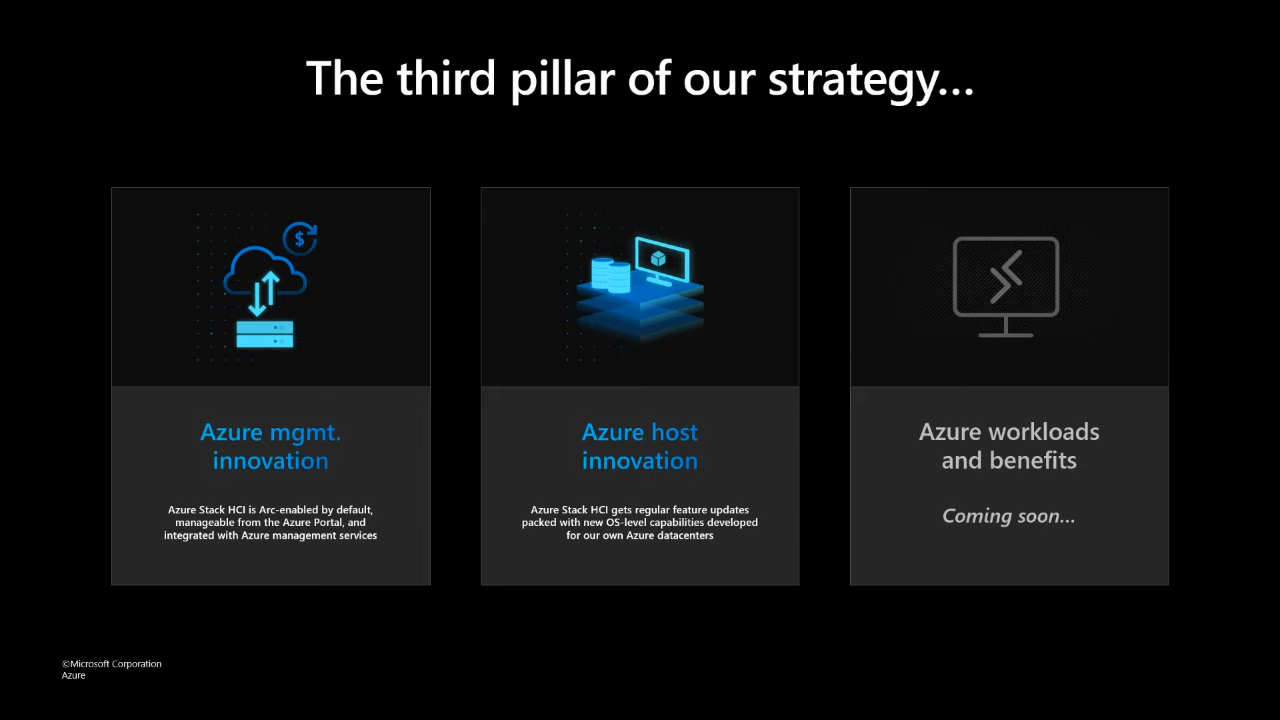 The third pillar of our strategy...
$
Azure mgmt.
innovation
Azure Stack HCI is Arc-enabled by default,
manageable from the Azure Portal, and
integrated with Azure management services
Azure host
innovation
Azure Stack HCI gets regular feature updates
packed with new OS-level capabilities developed
for our own Azure datacenters
Azure workloads
and benefits
Coming soon...
©Microsoft Corporation
Azure